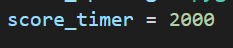 score_timer = 2000